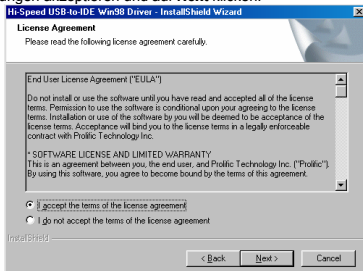 ungen akzeptieren und auf Next klicken.
Hi-Speed USB-to-IDE Win98 Driver - InstallShield Wizard
License Agreement
Please read the following license agreement carefully.
End User License Agreement ("EULA")
Do not install or use the software until you have read and accepted all of the license
terms. Permission to use the software is conditional upon your agreeing to the license
terms. Installation or use of the software by you will be deemed to be acceptance of the
license terms. Acceptance will bind you to the license terms in a legally enforceable
contract with Prolific Technology Inc.
* SOFTWARE LICENSE AND LIMITED WARRANTY
This is an agreement between you, the end user, and Prolific Technology Inc. ("Prolific").
By using this software, you agree to become bound by the terms of this agreement.
I accept the terms of the license agreement
I do not accept the terms of the license agreement
InstallShield
< Back Next > Cancel